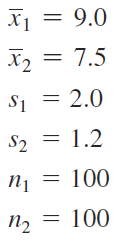 x̄₁ = 9.0
x̄₂ = 7.5
s₁ = 2.0
s₂ = 1.2
n₁ = 100
n₂ = 100